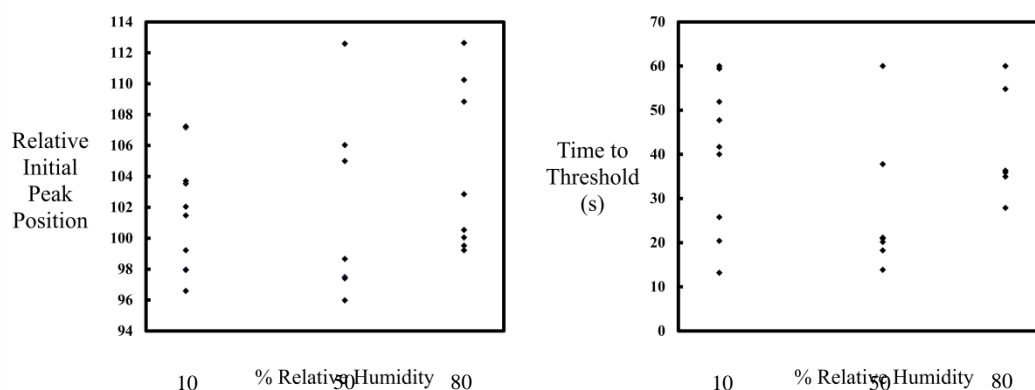 114
112
110
108
106
104
102
100
98
96
94
Relative
Initial
Peak
Position
10
50
80
% Relative Humidity
70
60
50
40
30
20
10
0
Time to
Threshold
(s)
10
50
80
% Relative Humidity